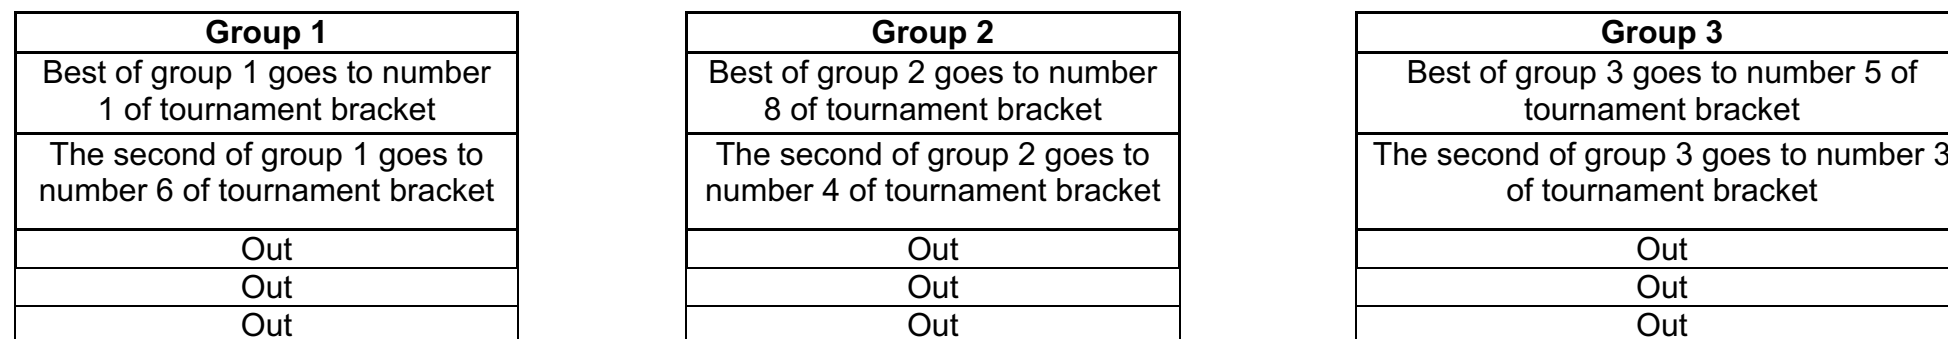 Group 1
Best of group 1 goes to number
1 of tournament bracket
The second of group 1 goes to
number 6 of tournament bracket
Out
Out
Out
Group 2
Best of group 2 goes to number
8 of tournament bracket
The second of group 2 goes to
number 4 of tournament bracket
Out
Out
Out
Group 3
Best of group 3 goes to number 5 of
tournament bracket
The second of group 3 goes to number 3
of tournament bracket
Out
Out
Out